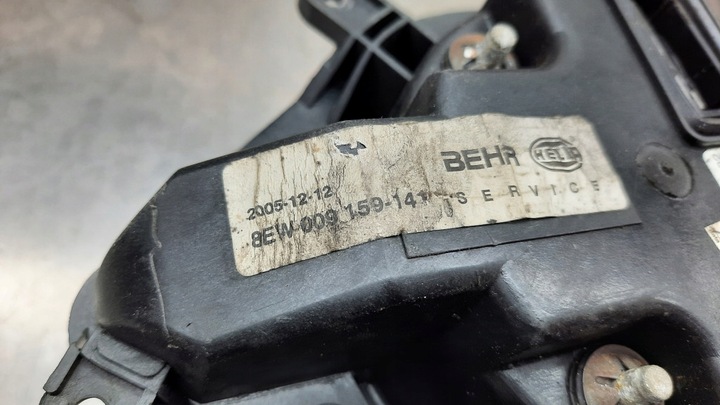 BEHR HELLA
SERVICE
2005-12-12
8EW 009 159-141